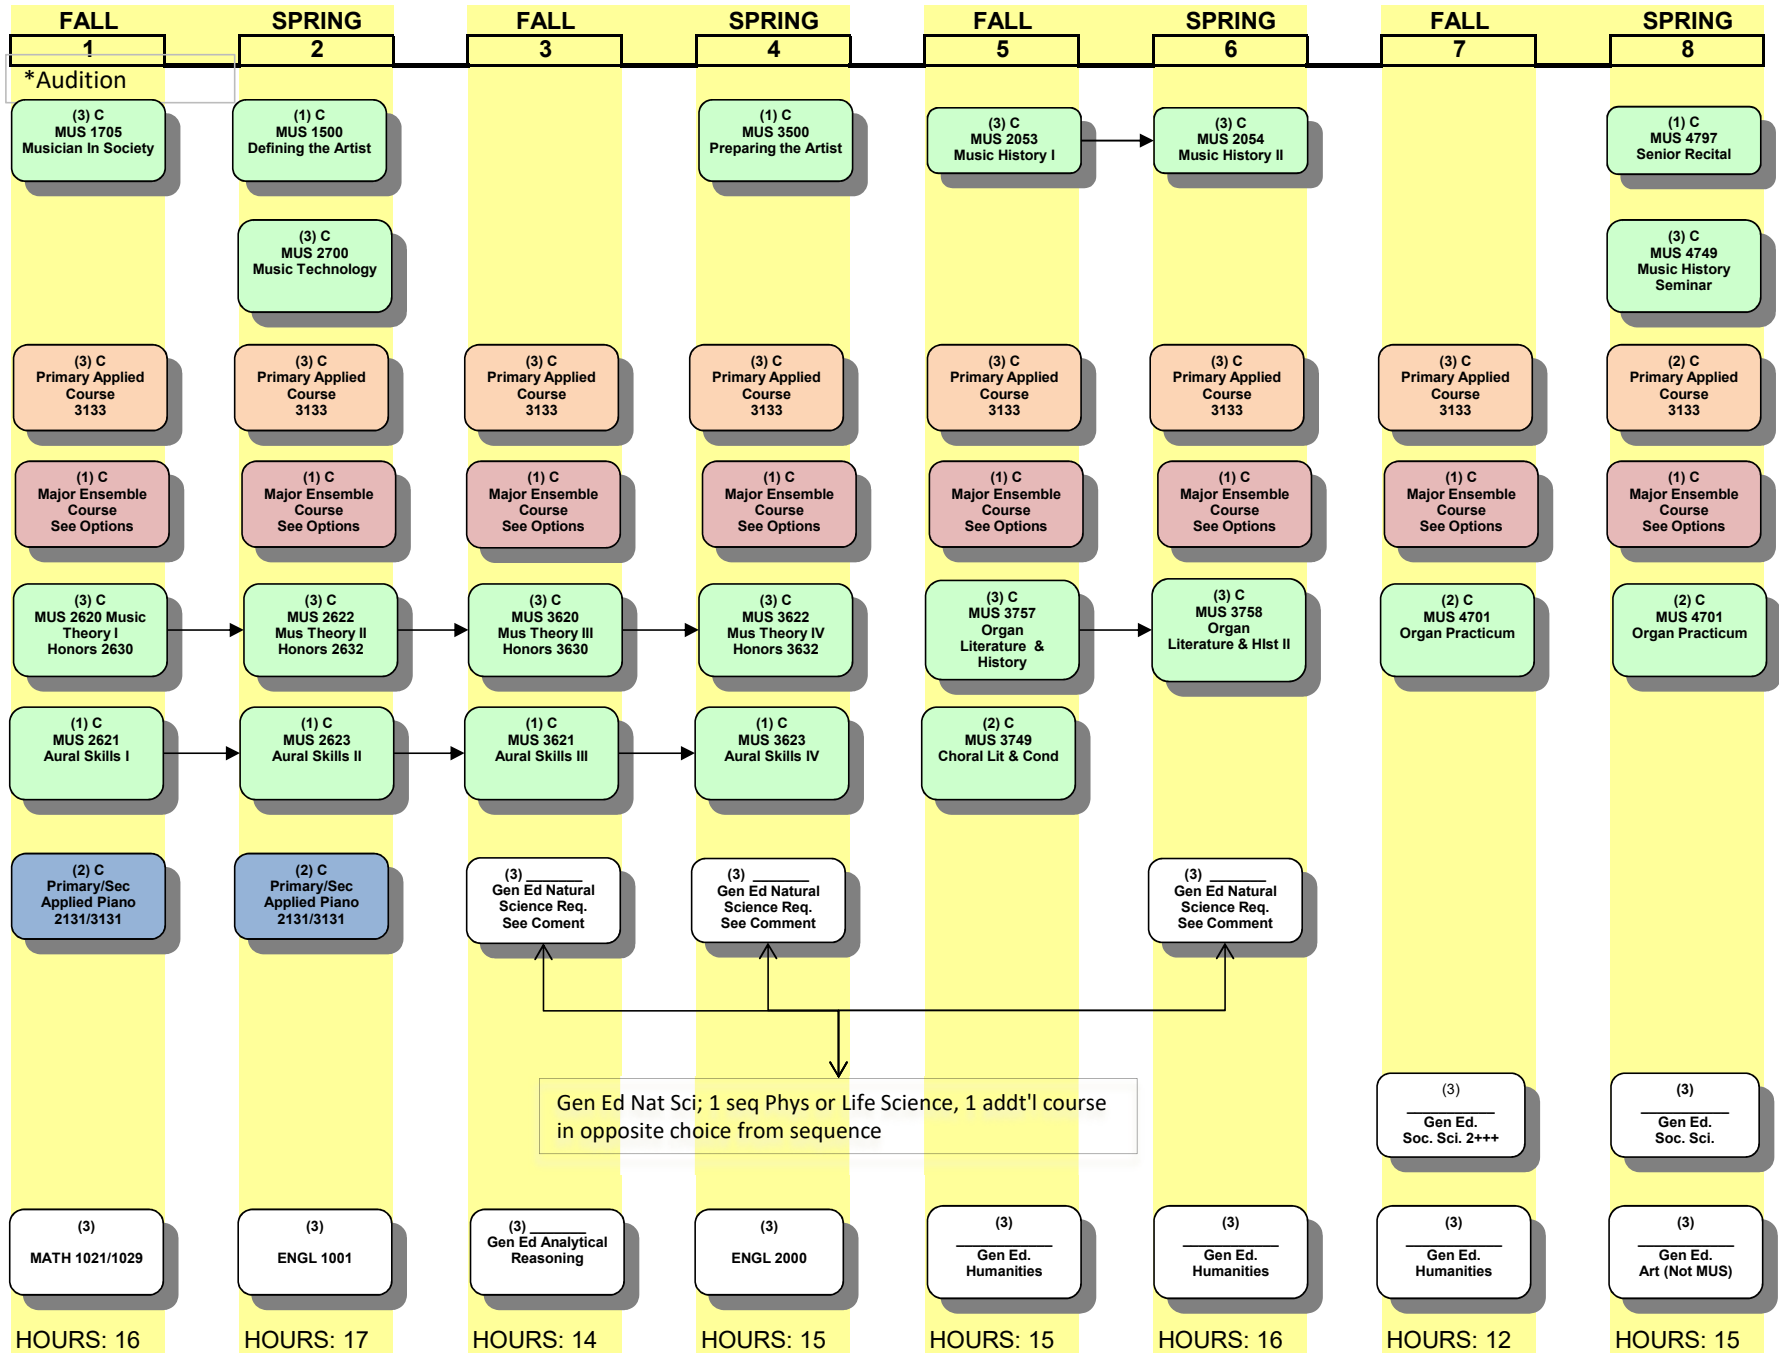 FALL SPRING FALL SPRING FALL SPRING FALL SPRING
1 2 3 4 5 6 7 8
*Audition
(3) C
MUS 1705
Musician In Society
(1) C
MUS 1500
Defining the Artist
(1) C
MUS 3500
Preparing the Artist
(3) C
MUS 2053
Music History I
(3) C
MUS 2054
Music History II
(1) C
MUS 4797
Senior Recital
(3) C
MUS 2700
Music Technology
(3) C
MUS 4749
Music History
Seminar
(3) C
Primary Applied
Course
3133
(3) C
Primary Applied
Course
3133
(3) C
Primary Applied
Course
3133
(3) C
Primary Applied
Course
3133
(3) C
Primary Applied
Course
3133
(3) C
Primary Applied
Course
3133
(3) C
Primary Applied
Course
3133
(2) C
Primary Applied
Course
3133
(1) C
Major Ensemble
Course
See Options
(1) C
Major Ensemble
Course
See Options
(1) C
Major Ensemble
Course
See Options
(1) C
Major Ensemble
Course
See Options
(1) C
Major Ensemble
Course
See Options
(1) C
Major Ensemble
Course
See Options
(1) C
Major Ensemble
Course
See Options
(1) C
Major Ensemble
Course
See Options
(3) C
MUS 2620 Music
Theory I
Honors 2630
(3) C
MUS 2622
Mus Theory II
Honors 2632
(3) C
MUS 3620
Mus Theory III
Honors 3630
(3) C
MUS 3622
Mus Theory IV
Honors 3632
(3) C
MUS 3757
Organ
Literature &
History
(3) C
MUS 3758
Organ
Literature & HIst II
(2) C
MUS 4701
Organ Practicum
(2) C
MUS 4701
Organ Practicum
(1) C
MUS 2621
Aural Skills I
(1) C
MUS 2623
Aural Skills II
(1) C
MUS 3621
Aural Skills III
(1) C
MUS 3623
Aural Skills IV
(2) C
MUS 3749
Choral Lit & Cond
(2) C
Primary/Sec
Applied Piano
2131/3131
(2) C
Primary/Sec
Applied Piano
2131/3131
(3) _______
Gen Ed Natural
Science Req.
See Coment
(3) _______
Gen Ed Natural
Science Req.
See Comment
(3) _______
Gen Ed Natural
Science Req.
See Comment
Gen Ed Nat Sci; 1 seq Phys or Life Science, 1 addt'l course
in opposite choice from sequence
(3)
___________
Gen Ed.
Soc. Sci. 2+++
(3)
___________
Gen Ed.
Soc. Sci.
(3)
MATH 1021/1029
(3)
ENGL 1001
(3) _______
Gen Ed Analytical
Reasoning
(3)
ENGL 2000
(3)
____________
Gen Ed.
Humanities
(3)
____________
Gen Ed.
Humanities
(3)
____________
Gen Ed.
Humanities
(3)
____________
Gen Ed.
Art (Not MUS)
HOURS: 16 HOURS: 17 HOURS: 14 HOURS: 15 HOURS: 15 HOURS: 16 HOURS: 12 HOURS: 15